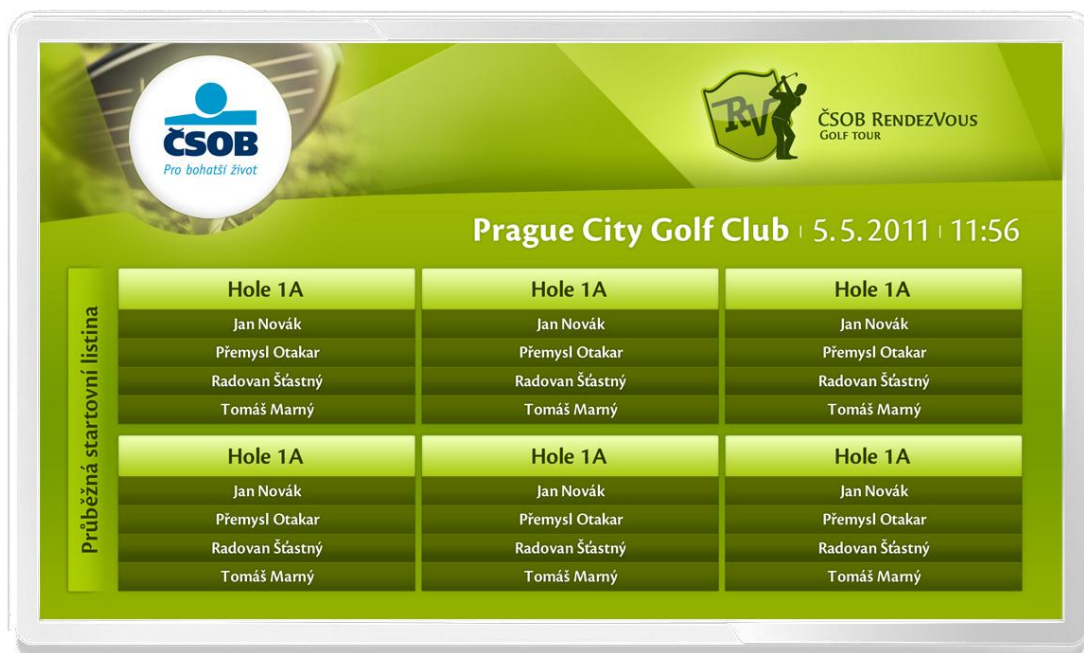 ČSOB
Pro bohatší život
RV
ČSOB RendezVous
Golf tour
Prague City Golf Club | 5.5.2011 | 11:56
Průběžná startovní listina
Hole 1A Hole 1A Hole 1A
Jan Novák Jan Novák Jan Novák
Přemysl Otakar Přemysl Otakar Přemysl Otakar
Radovan Šťastný Radovan Šťastný Radovan Šťastný
Tomáš Marný Tomáš Marný Tomáš Marný
Hole 1A Hole 1A Hole 1A
Jan Novák Jan Novák Jan Novák
Přemysl Otakar Přemysl Otakar Přemysl Otakar
Radovan Šťastný Radovan Šťastný Radovan Šťastný
Tomáš Marný Tomáš Marný Tomáš Marný